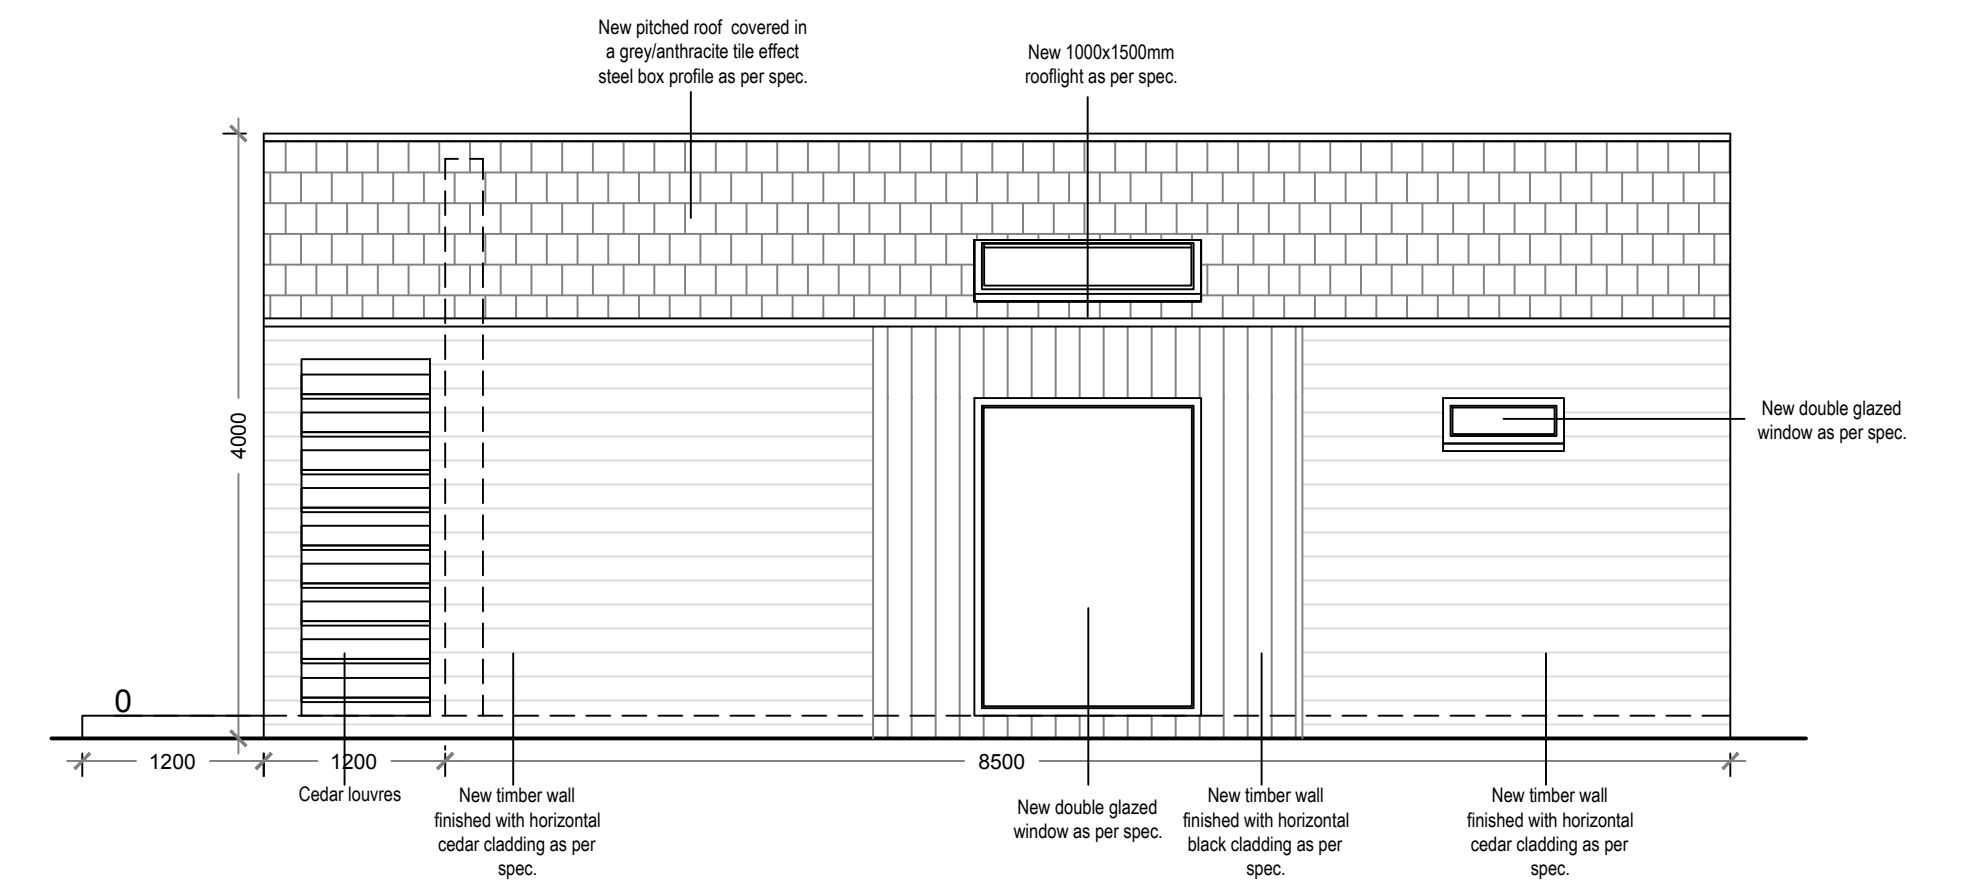 New pitched roof  covered in
a grey/anthracite tile effect
steel box profile as per spec.
New 1000x1500mm
rooflight as per spec.
4000
New double glazed
window as per spec.
0
1200
1200
8500
Cedar louvres
New timber wall
finished with horizontal
cedar cladding as per
spec.
New double glazed
window as per spec.
New timber wall
finished with horizontal
black cladding as per
spec.
New timber wall
finished with horizontal
cedar cladding as per
spec.